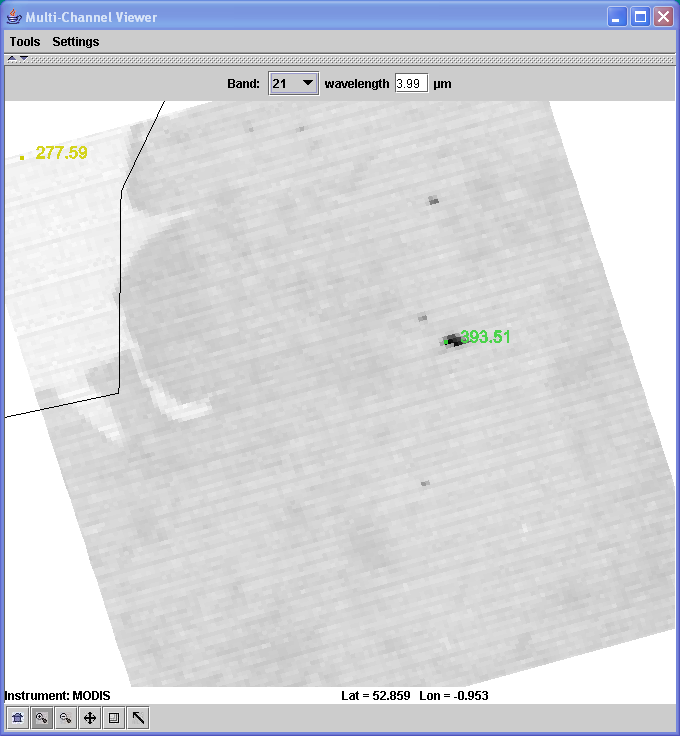 Multi-Channel Viewer
Tools Settings
Band: 21 wavelength 3.99 µm
277.59
393.51
Instrument: MODIS Lat = 52.859 Lon = -0.953